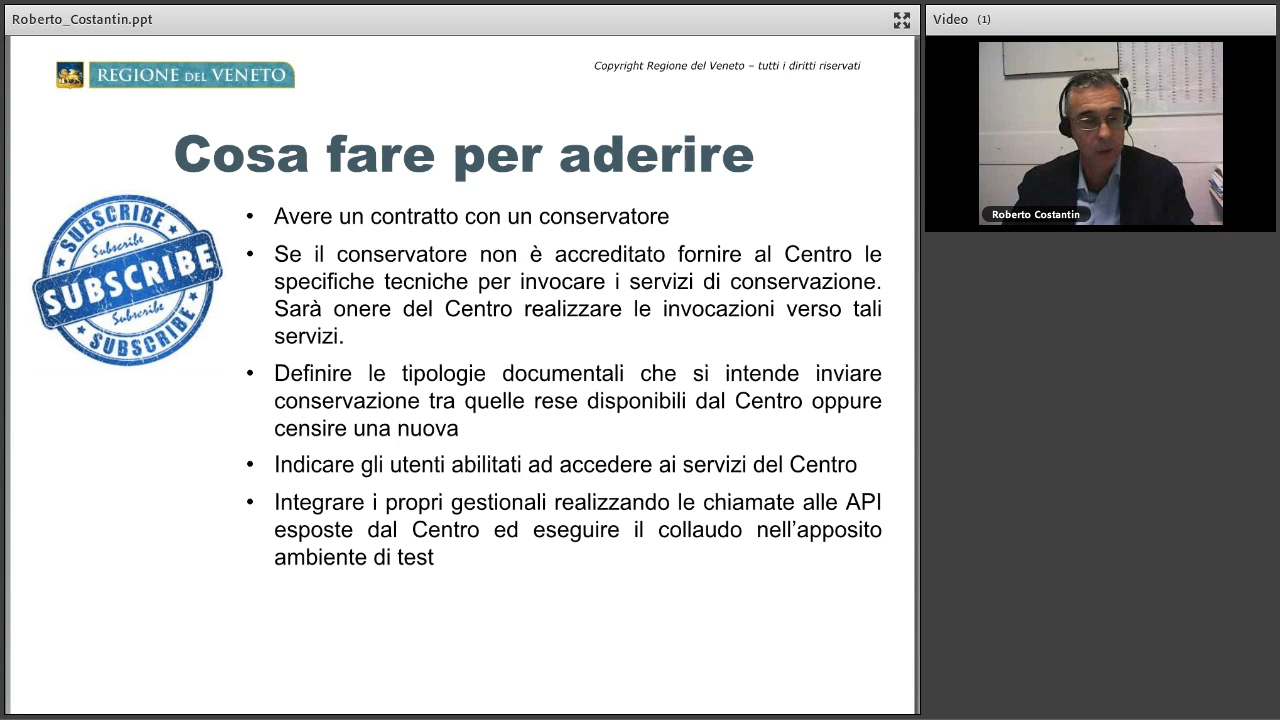 Roberto_Costantin.ppt
Video (1)
REGIONE DEL VENETO
Copyright Regione del Veneto – tutti i diritti riservati
Cosa fare per aderire
SUBSCRIBE
Subscribe
SUBSCRIBE
Subscribe
SUBSCRIBE
• Avere un contratto con un conservatore
• Se il conservatore non è accreditato fornire al Centro le
specifiche tecniche per invocare i servizi di conservazione.
Sarà onere del Centro realizzare le invocazioni verso tali
servizi.
• Definire le tipologie documentali che si intende inviare
conservazione tra quelle rese disponibili dal Centro oppure
censire una nuova
• Indicare gli utenti abilitati ad accedere ai servizi del Centro
• Integrare i propri gestionali realizzando le chiamate alle API
esposte dal Centro ed eseguire il collaudo nell’apposito
ambiente di test
Roberto Costantin